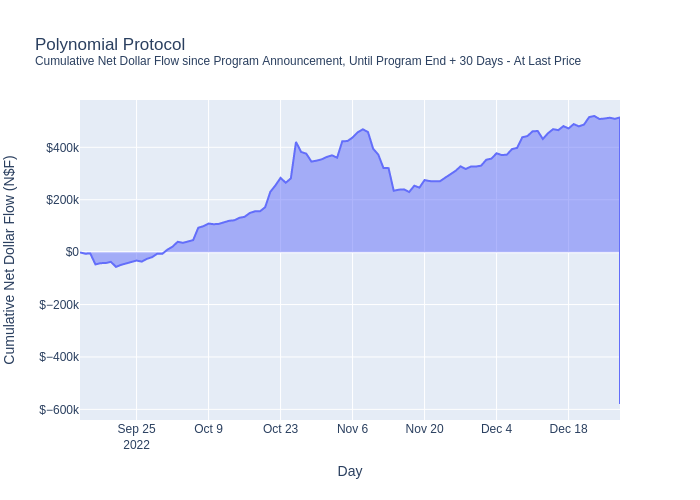 Polynomial Protocol
Cumulative Net Dollar Flow since Program Announcement, Until Program End + 30 Days - At Last Price
Cumulative Net Dollar Flow (N$F)
$400k
$200k
$0
$−200k
$−400k
$−600k
Sep 25
2022
Oct 9
Oct 23
Nov 6
Nov 20
Dec 4
Dec 18
Day